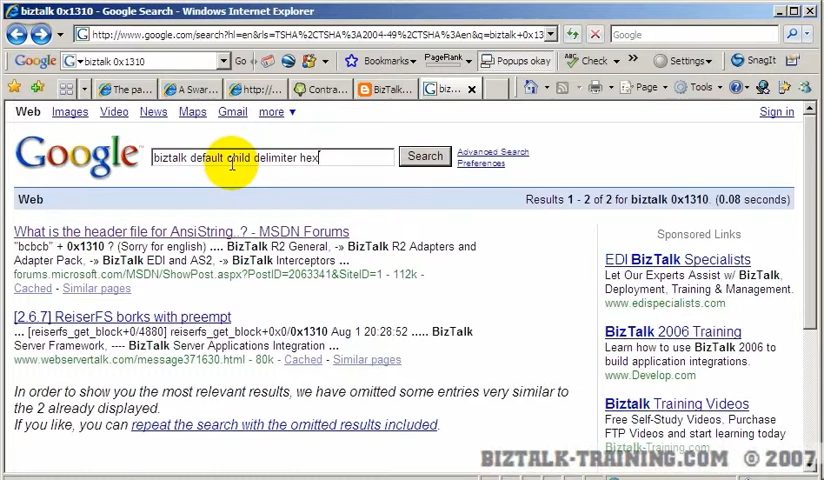 biztalk 0x1310 - Google Search - Windows Internet Explorer
http://www.google.com/search?hl=en&rls=TSHA%2CTSHA%3A2004-49%2CTSHA%3Aen&q=biztalk+0x13
Google
Google biztalk 0x1310 Go Bookmarks PageRank Popups okay Check Settings SnagIt
The pa... A Swar... http://... Contra... BizTalk... biz... Page Tools
Web Images Video News Maps Gmail more Sign in
Google biztalk default child delimiter hex Search Advanced Search
Preferences
Web Results 1 - 2 of 2 for biztalk 0x1310. (0.08 seconds)
What is the header file for AnsiString..? - MSDN Forums
"bcbcb" + 0x1310 ? (Sorry for english) .... BizTalk R2 General, -» BizTalk R2 Adapters and
Adapter Pack, -» BizTalk EDI and AS2, -» BizTalk Interceptors ...
forums.microsoft.com/MSDN/ShowPost.aspx?PostID=2063341&SiteID=1 - 112k -
Cached - Similar pages
[2.6.7] ReiserFS borks with preempt
... [reiserfs_get_block+0/4880] reiserfs_get_block+0x0/0x1310 Aug 1 20:28:52 ..... BizTalk
Server Framework, ---- BizTalk Server Applications Integration ...
www.webservertalk.com/message371630.html - 80k - Cached - Similar pages
In order to show you the most relevant results, we have omitted some entries very similar to
the 2 already displayed.
If you like, you can repeat the search with the omitted results included.
Sponsored Links
EDI BizTalk Specialists
Let Our Experts Assist w/ BizTalk,
Deployment, Training & Management.
www.edispecialists.com
BizTalk 2006 Training
Learn how to use BizTalk 2006 to
build application integrations.
www.Develop.com
BizTalk Training Videos
Free Self-Study Videos, Purchase
FTP Videos and start learning today
Biztalk-Training.com
BIZTALK-TRAINING.COM © 2007